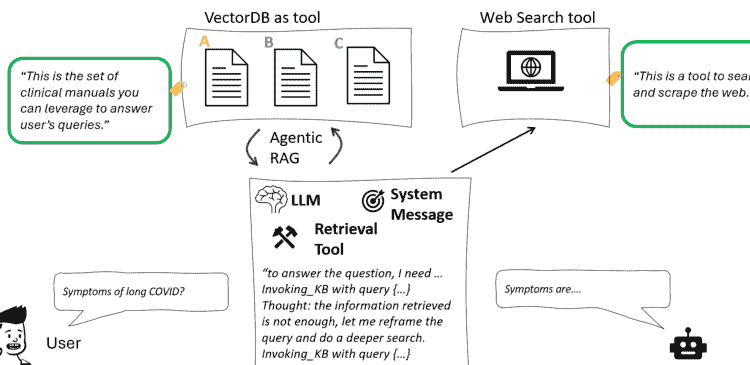 VectorDB as tool
Web Search tool
A
B
C
“This is the set of
clinical manuals you
can leverage to answer
user’s queries.”
“This is a tool to
and scrape the web.
Agentic
RAG
LLM
System
Message
Retrieval
Tool
“to answer the question, I need …
Invoking_KB with query {…}
Thought: the information retrieved
is not enough, let me reframe the
query and do a deeper search.
Invoking_KB with query {…}
Symptoms of long COVID?
User
Symptoms are….